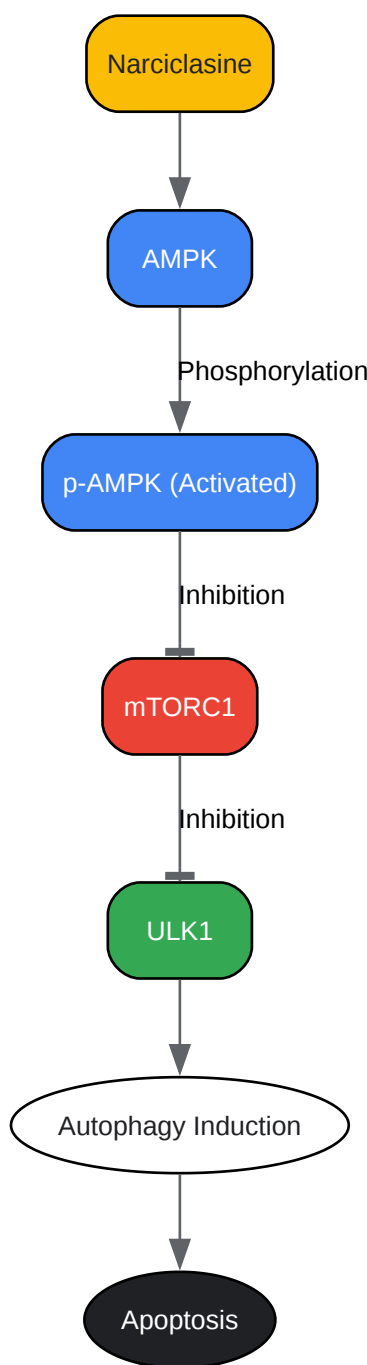 Narciclasine
AMPK
Phosphorylation
p-AMPK (Activated)
Inhibition
mTORC1
Inhibition
ULK1
Autophagy Induction
Apoptosis